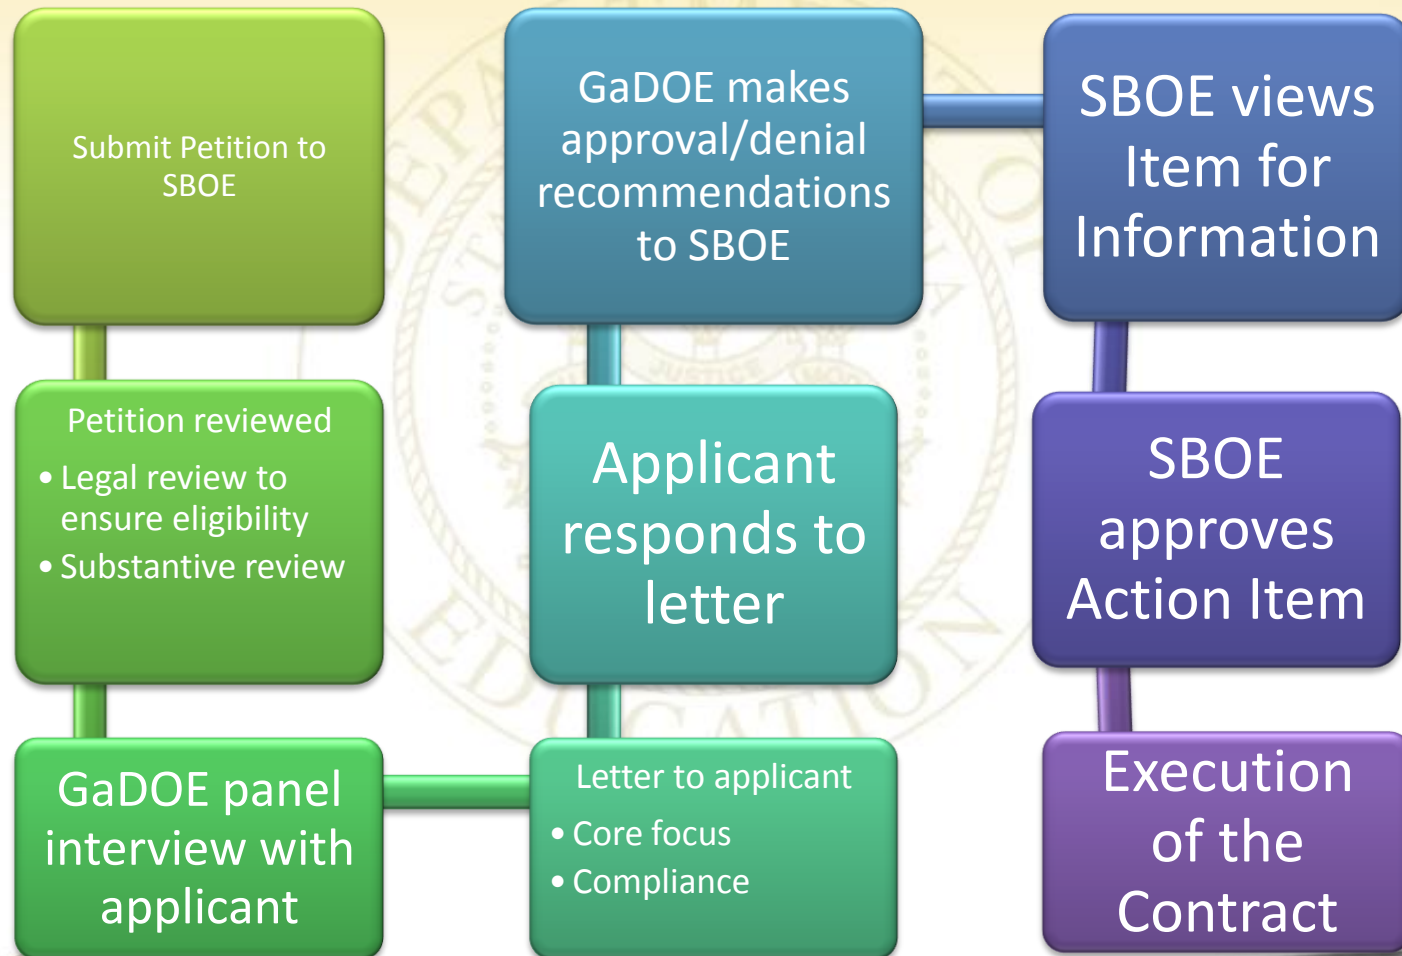 Submit Petition to
SBOE
Petition reviewed
• Legal review to
ensure eligibility
• Substantive review
GaDOE panel
interview with
applicant
Letter to applicant
• Core focus
• Compliance
Applicant
responds to
letter
GaDOE makes
approval/denial
recommendations
to SBOE
SBOE views
Item for
Information
SBOE
approves
Action Item
Execution
of the
Contract
EDUCATION
JUSTICE